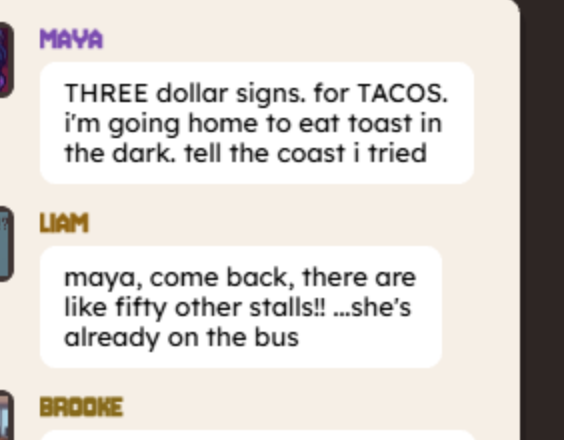 MAYA
THREE dollar signs. for TACOS.
i'm going home to eat toast in
the dark. tell the coast i tried
LIAM
maya, come back, there are
like fifty other stalls!! ...she's
already on the bus
BROOKE